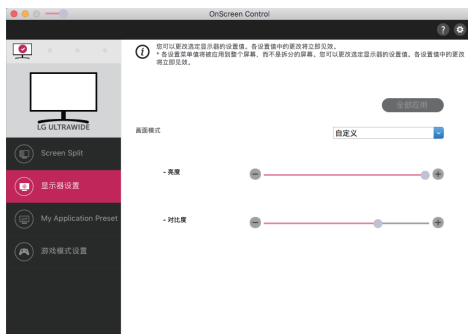 OnScreen Control
?
i
您可以更改选定显示器的设置值。各设置值中的更改将立即见效。
* 各设置菜单值将被应用到整个屏幕，而不是拆分的屏幕。您可以更改选定显示器的设置值。各设置值中的更改
将立即见效。
全部应用
LG ULTRAWIDE
画面模式
自定义
Screen Split
显示器设置
- 亮度
My Application Preset
- 对比度
游戏模式设置